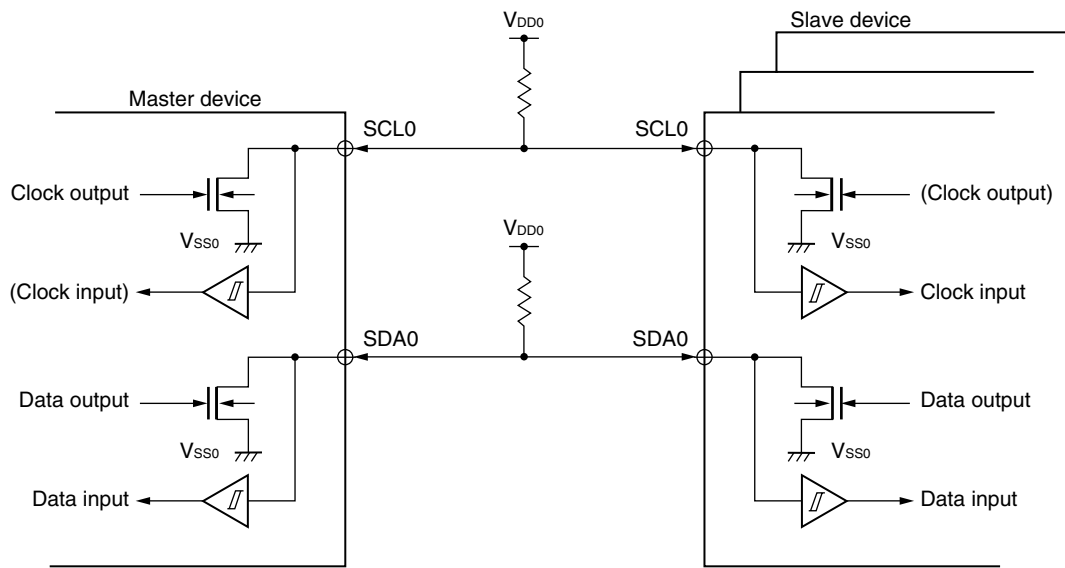 VDD0
Slave device
Master device
SCL0
SCL0
Clock output
(Clock output)
VSS0
VSS0
VDD0
(Clock input)
Clock input
SDA0
SDA0
Data output
Data output
VSS0
VSS0
Data input
Data input